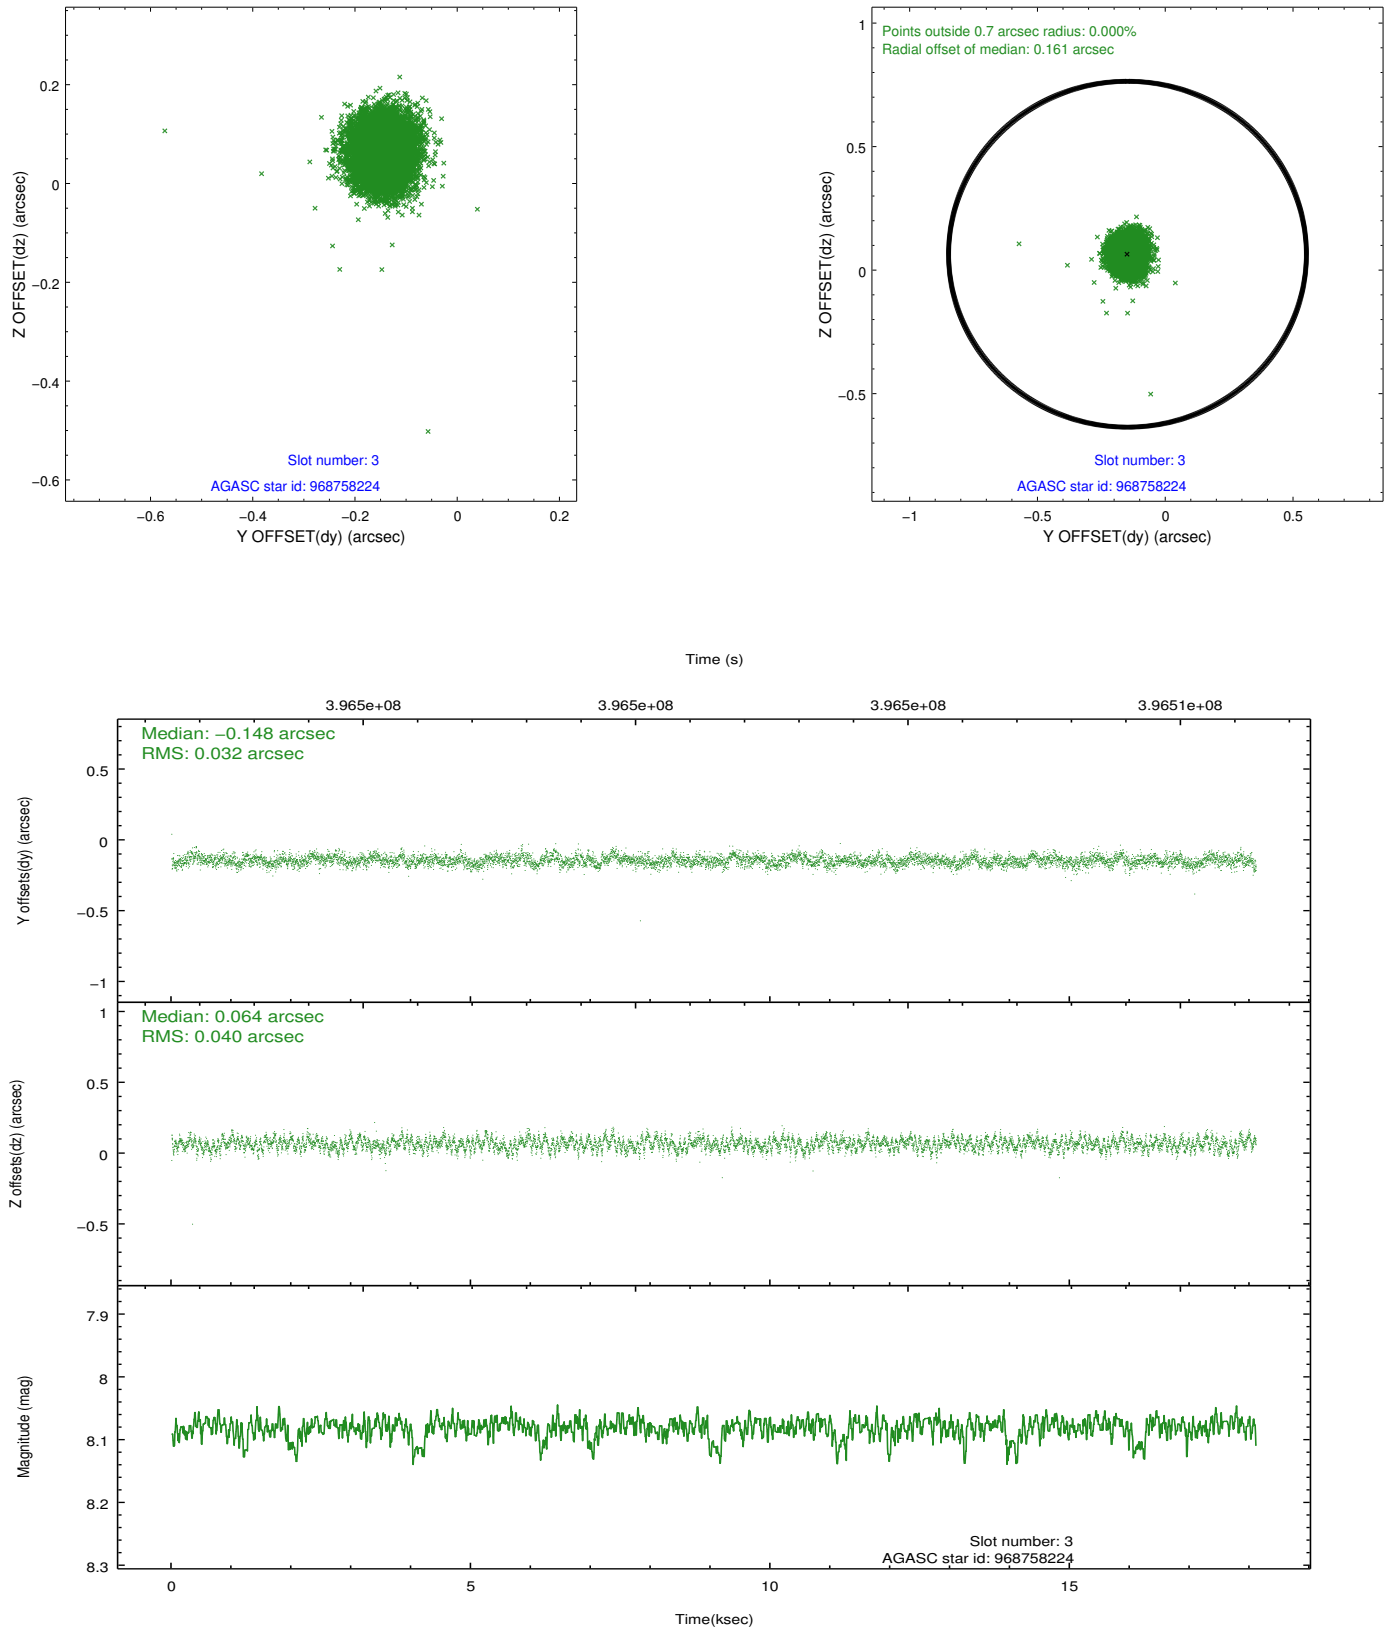 0.2
0
−0.2
−0.4
−0.6
Z OFFSET(dz) (arcsec)
Slot number: 3
AGASC star id: 968758224
−0.6
−0.4
−0.2
0
0.2
Y OFFSET(dy) (arcsec)
Points outside 0.7 arcsec radius: 0.000%
Radial offset of median: 0.161 arcsec
1
0.5
0
−0.5
Z OFFSET(dz) (arcsec)
Slot number: 3
AGASC star id: 968758224
−1
−0.5
0
0.5
Y OFFSET(dy) (arcsec)
Time (s)
3.965e+08
3.965e+08
3.965e+08
3.9651e+08
Median: −0.148 arcsec
RMS: 0.032 arcsec
0.5
0
−0.5
−1
Y offsets(dy) (arcsec)
Median: 0.064 arcsec
RMS: 0.040 arcsec
1
0.5
0
−0.5
Z offsets(dz) (arcsec)
7.9
8
8.1
8.2
8.3
Magnitude (mag)
Slot number: 3
AGASC star id: 968758224
0
5
10
15
Time(ksec)